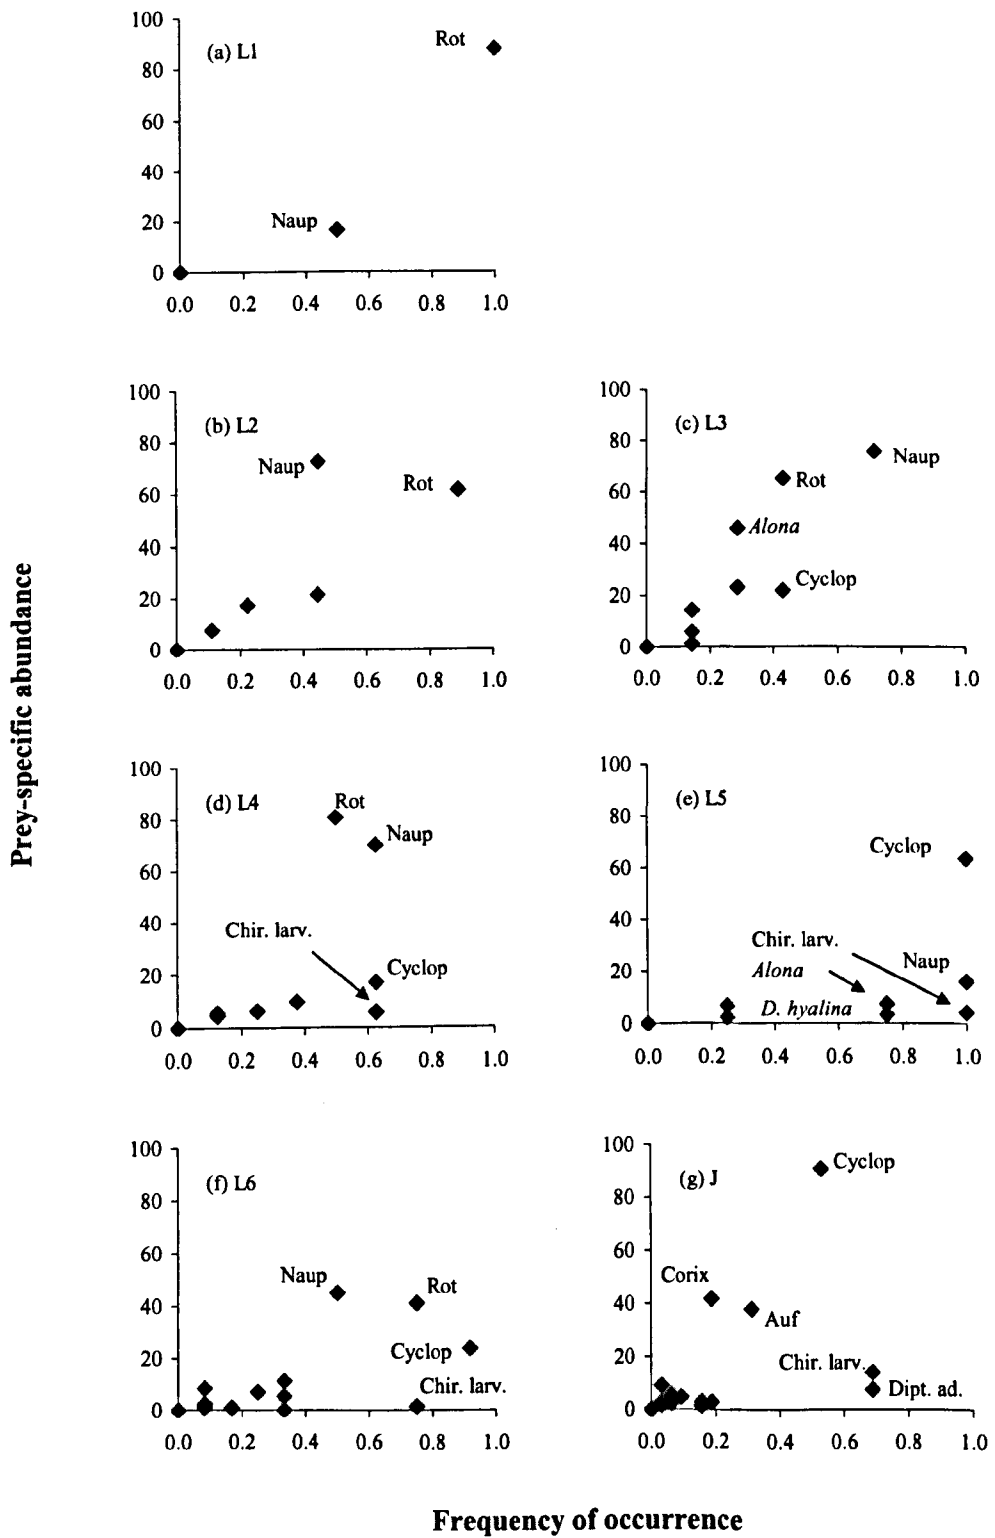 Prey-specific abundance
(a) L1
100
80
60
40
20
0
Rot
Naup
0.0 0.2 0.4 0.6 0.8 1.0
(b) L2
100
80
60
40
20
0
Naup
Rot
0.0 0.2 0.4 0.6 0.8 1.0
(c) L3
100
80
60
40
20
0
Naup
Rot
Alona
Cyclop
0.0 0.2 0.4 0.6 0.8 1.0
(d) L4
100
80
60
40
20
0
Rot
Naup
Chir. larv.
Cyclop
0.0 0.2 0.4 0.6 0.8 1.0
(e) L5
100
80
60
40
20
0
Cyclop
Chir. larv.
Naup
Alona
D. hyalina
0.0 0.2 0.4 0.6 0.8 1.0
(f) L6
100
80
60
40
20
0
Naup
Rot
Cyclop
Chir. larv.
0.0 0.2 0.4 0.6 0.8 1.0
(g) J
100
80
60
40
20
0
Cyclop
Corix
Auf
Chir. larv.
Dipt. ad.
0.0 0.2 0.4 0.6 0.8 1.0
Frequency of occurrence